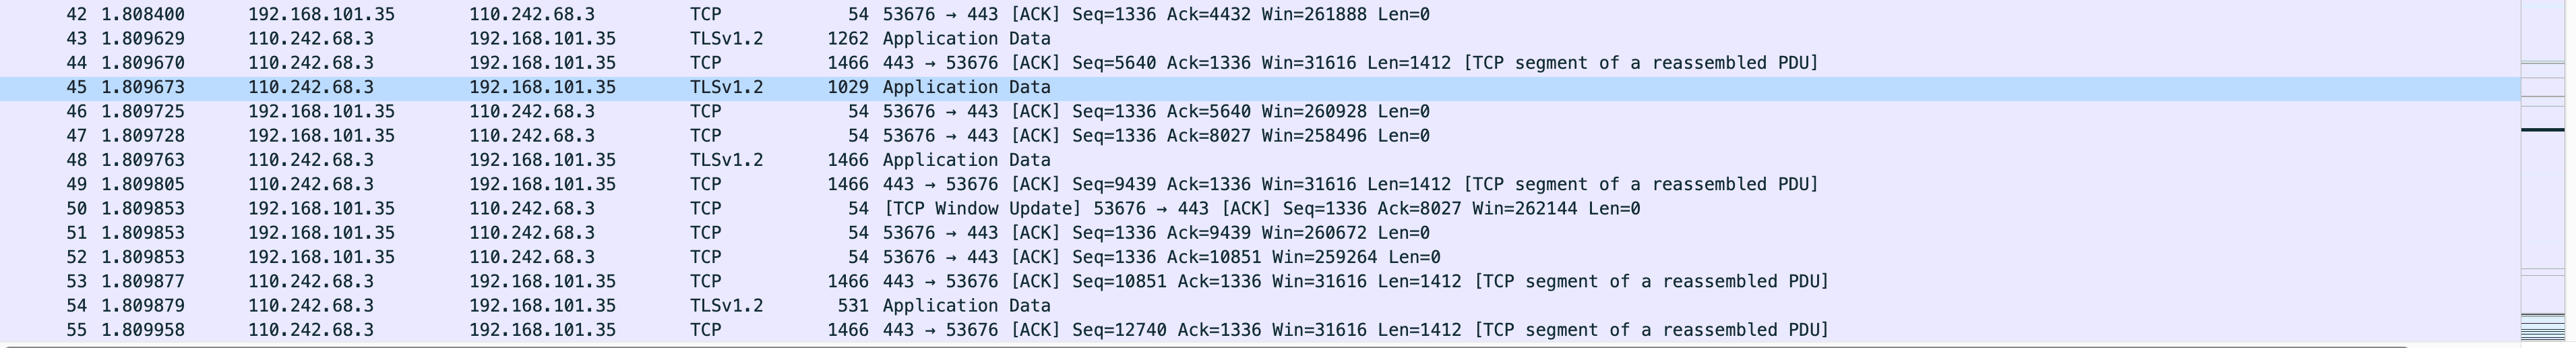 42 1.808400 192.168.101.35 110.242.68.3 TCP 54 53676 → 443 [ACK] Seq=1336 Ack=4432 Win=261888 Len=0
43 1.809629 110.242.68.3 192.168.101.35 TLSv1.2 1262 Application Data
44 1.809670 110.242.68.3 192.168.101.35 TCP 1466 443 → 53676 [ACK] Seq=5640 Ack=1336 Win=31616 Len=1412 [TCP segment of a reassembled PDU]
45 1.809673 110.242.68.3 192.168.101.35 TLSv1.2 1029 Application Data
46 1.809725 192.168.101.35 110.242.68.3 TCP 54 53676 → 443 [ACK] Seq=1336 Ack=5640 Win=260928 Len=0
47 1.809728 192.168.101.35 110.242.68.3 TCP 54 53676 → 443 [ACK] Seq=1336 Ack=8027 Win=258496 Len=0
48 1.809763 110.242.68.3 192.168.101.35 TLSv1.2 1466 Application Data
49 1.809805 110.242.68.3 192.168.101.35 TCP 1466 443 → 53676 [ACK] Seq=9439 Ack=1336 Win=31616 Len=1412 [TCP segment of a reassembled PDU]
50 1.809853 192.168.101.35 110.242.68.3 TCP 54 [TCP Window Update] 53676 → 443 [ACK] Seq=1336 Ack=8027 Win=262144 Len=0
51 1.809853 192.168.101.35 110.242.68.3 TCP 54 53676 → 443 [ACK] Seq=1336 Ack=9439 Win=260672 Len=0
52 1.809853 192.168.101.35 110.242.68.3 TCP 54 53676 → 443 [ACK] Seq=1336 Ack=10851 Win=259264 Len=0
53 1.809877 110.242.68.3 192.168.101.35 TCP 1466 443 → 53676 [ACK] Seq=10851 Ack=1336 Win=31616 Len=1412 [TCP segment of a reassembled PDU]
54 1.809879 110.242.68.3 192.168.101.35 TLSv1.2 531 Application Data
55 1.809958 110.242.68.3 192.168.101.35 TCP 1466 443 → 53676 [ACK] Seq=12740 Ack=1336 Win=31616 Len=1412 [TCP segment of a reassembled PDU]